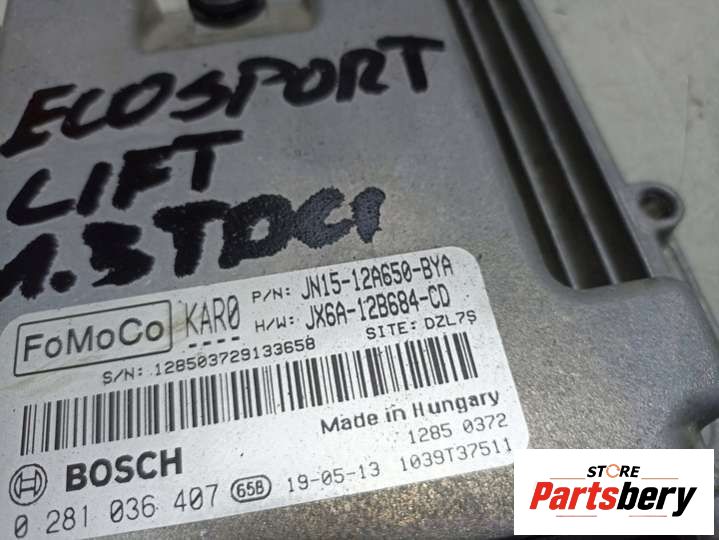 ECOSPORT
LIFT
1.5TDCI
FoMoCo KAR0 P/N: JN15-12A650-BYA
H/W: JX6A-12B684-CD
SITE: DZL7S
S/N: 128503729133658
Made in Hungary
BOSCH 1285 0372
0 281 036 407 65B 19-05-13 1039T37511
STORE
Partsbery